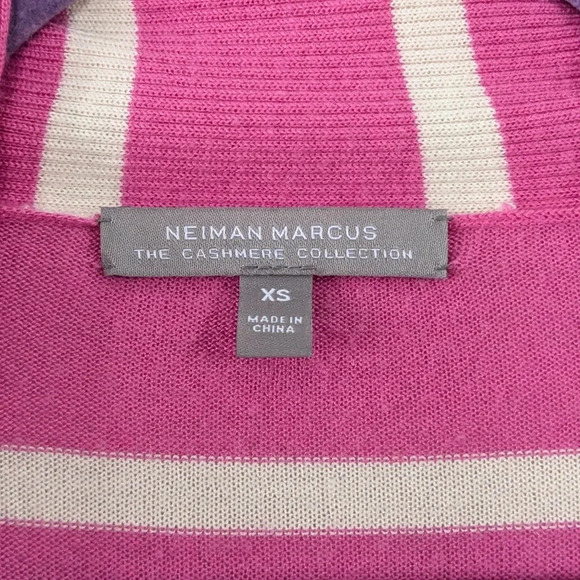 NEIMAN MARCUS
THE CASHMERE COLLECTION
XS
MADE IN
CHINA